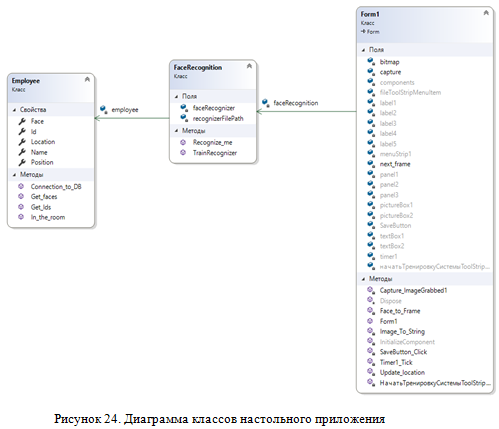 Employee
Класс
Свойства
Face
Id
Location
Name
Position
Методы
Connection_to_DB
Get_faces
Get_Ids
In_the_room
employee
FaceRecognition
Класс
Поля
faceRecognizer
recognizerFilePath
Методы
Recognize_me
TrainRecognizer
faceRecognition
Form1
Класс
Form
Поля
bitmap
capture
components
fileToolStripMenuItem
label1
label2
label3
label4
label5
menuStrip1
next_frame
panel1
panel2
panel3
pictureBox1
pictureBox2
SaveButton
textBox1
textBox2
timer1
начатьТренировкуСистемыToolStrip...
Методы
Capture_ImageGrabbed1
Dispose
Face_to_Frame
Form1
Image_To_String
InitializeComponent
SaveButton_Click
Timer1_Tick
Update_location
НачатьТренировкуСистемыToolStrip...
Рисунок 24. Диаграмма классов настольного приложения